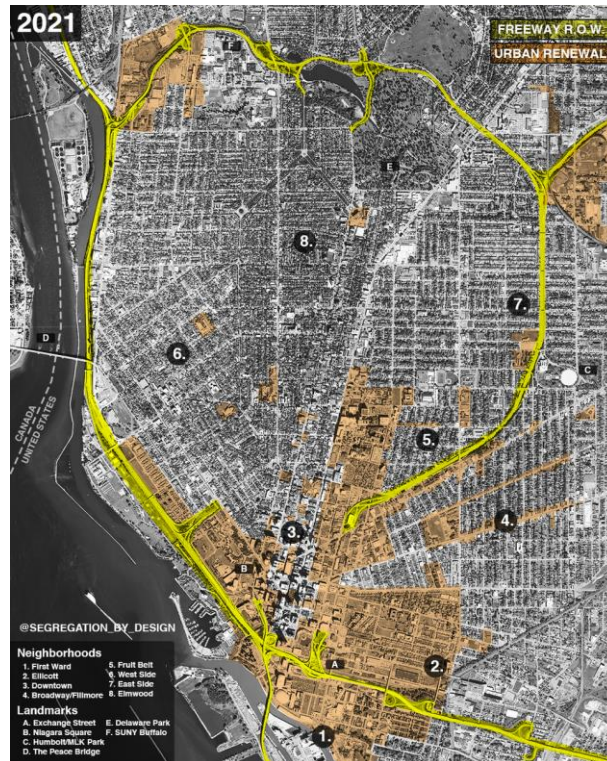 2021
FREEWAY R.O.W.
URBAN RENEWAL
E
8.
7.
D
6.
C
CANADA
UNITED STATES
5.
4.
3.
B
@SEGREGATION_BY_DESIGN
A
2.
1.
Neighborhoods
1. First Ward
2. Ellicott
3. Downtown
4. Broadway/Fillmore
5. Fruit Belt
6. West Side
7. East Side
8. Elmwood
Landmarks
A. Exchange Street
B. Niagara Square
C. Humbolt/MLK Park
D. The Peace Bridge
E. Delaware Park
F. SUNY Buffalo